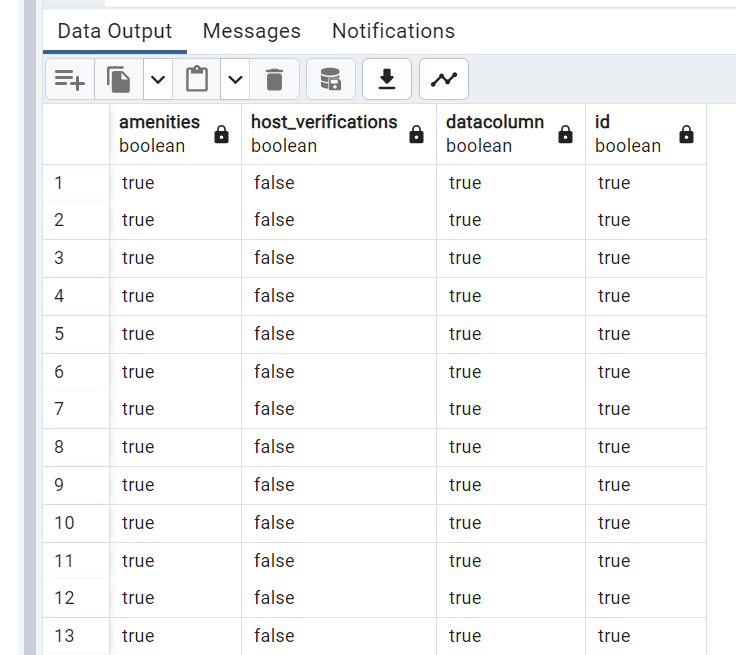 Data Output Messages Notifications
amenities host_verifications datacolumn id
boolean boolean boolean boolean
1 true false true true
2 true false true true
3 true false true true
4 true false true true
5 true false true true
6 true false true true
7 true false true true
8 true false true true
9 true false true true
10 true false true true
11 true false true true
12 true false true true
13 true false true true